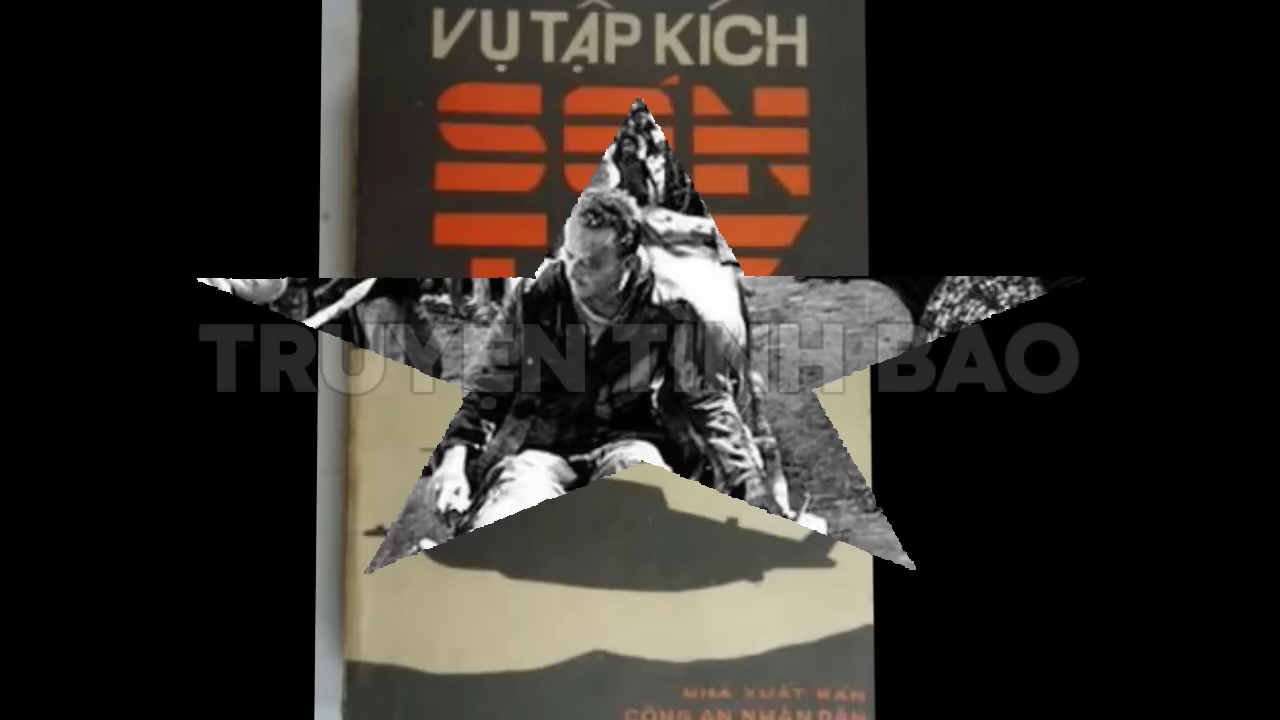 VỤ TẬP KÍCH
SƠN
TRUYỆN TÌNH BÁO
NHÀ XUẤT BẢN
CÔNG AN NHÂN DÂN